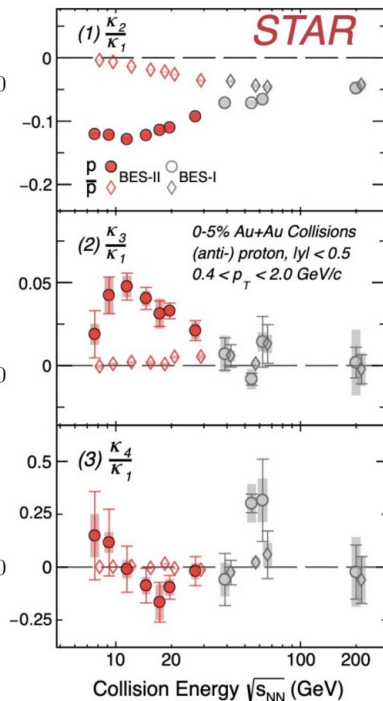 STAR
(1) κ2/κ1
0
−0.1
p
p̅
BES-II
BES-I
−0.2
(2) κ3/κ1
0-5% Au+Au Collisions
(anti-) proton, |y| < 0.5
0.4 < pT < 2.0 GeV/c
0.05
0
(3) κ4/κ1
0.5
0.25
0
−0.25
10 20 100 200
Collision Energy √sNN (GeV)